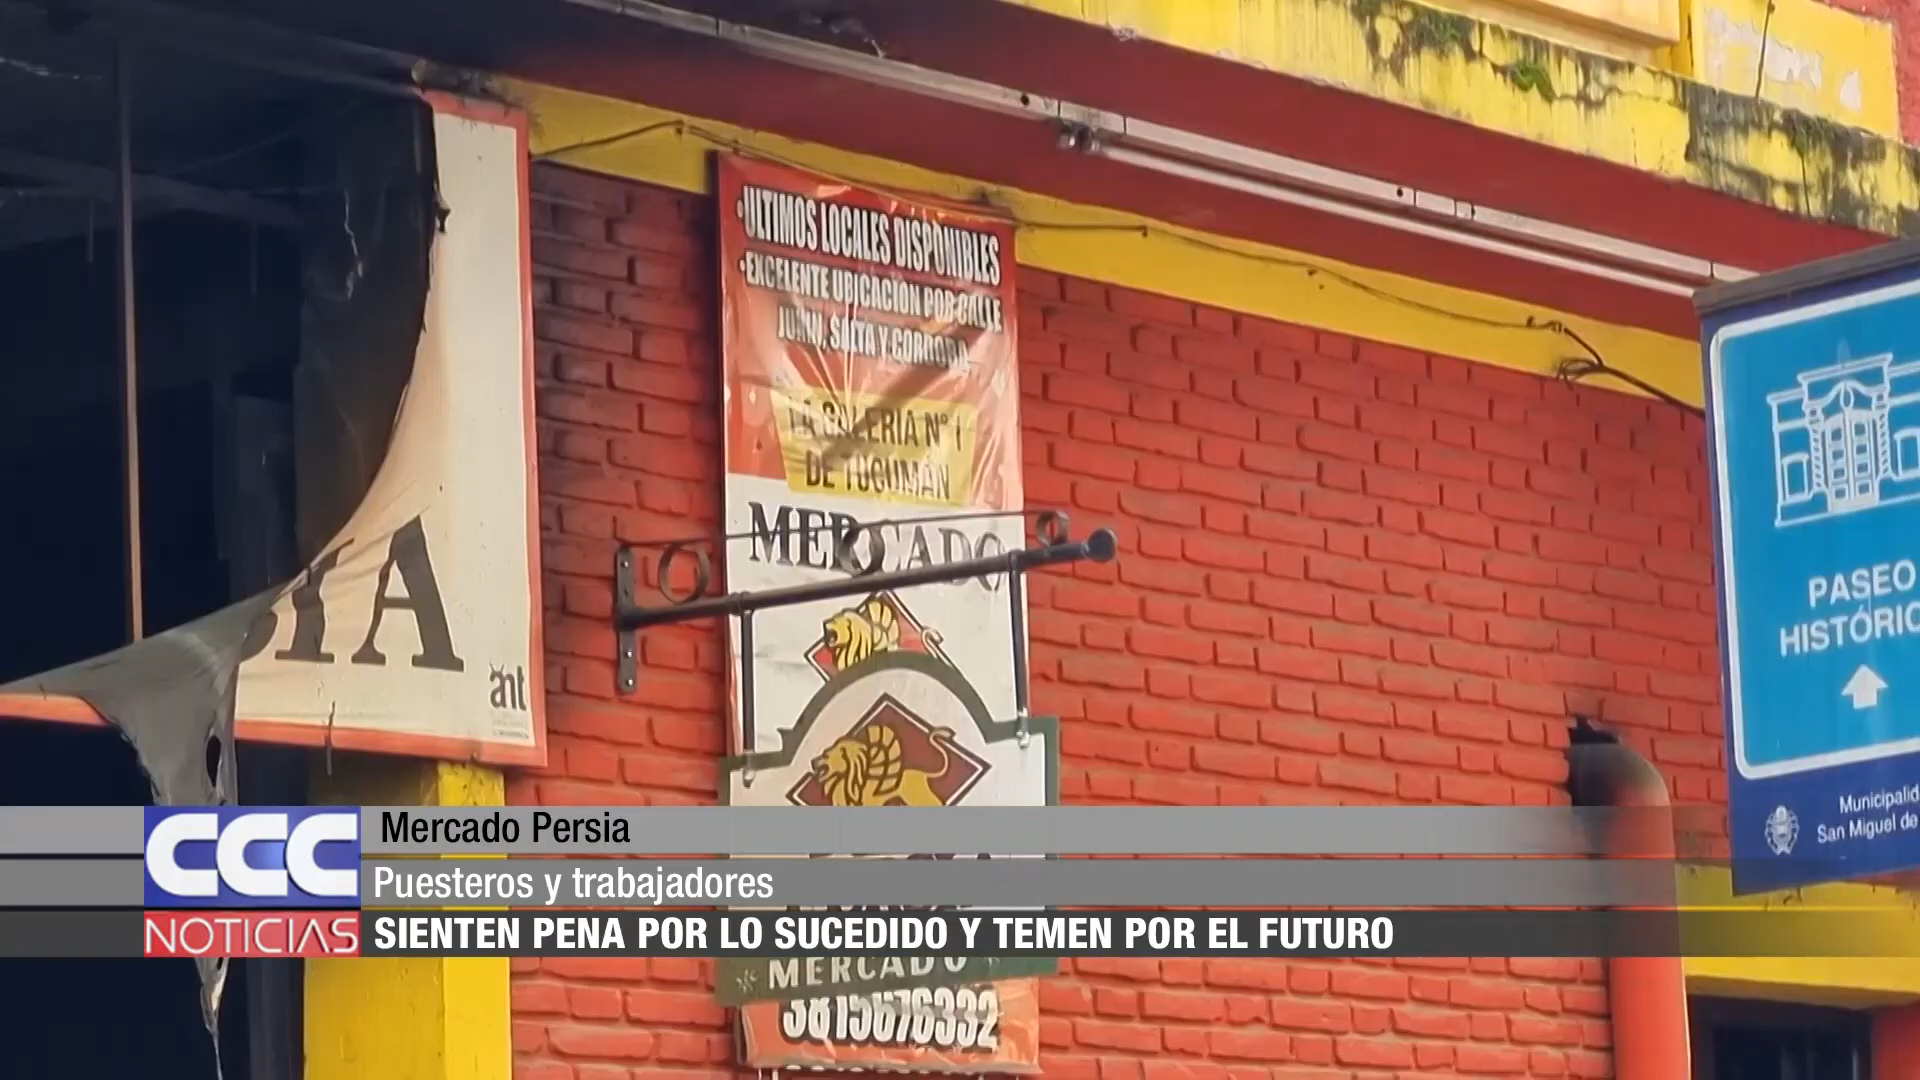 •ULTIMOS LOCALES DISPONIBLES
•EXCELENTE UBICACION POR CALLE
JUNIN, SALTA Y CORDOBA
LA GALERIA N° 1
DE TUCUMÁN
MERCADO
SIA
ant
PASEO
HISTÓRICO
Municipalid
San Miguel de
CCC
NOTICIAS
Mercado Persia
Puesteros y trabajadores
SIENTEN PENA POR LO SUCEDIDO Y TEMEN POR EL FUTURO
MERCADO
3815676332